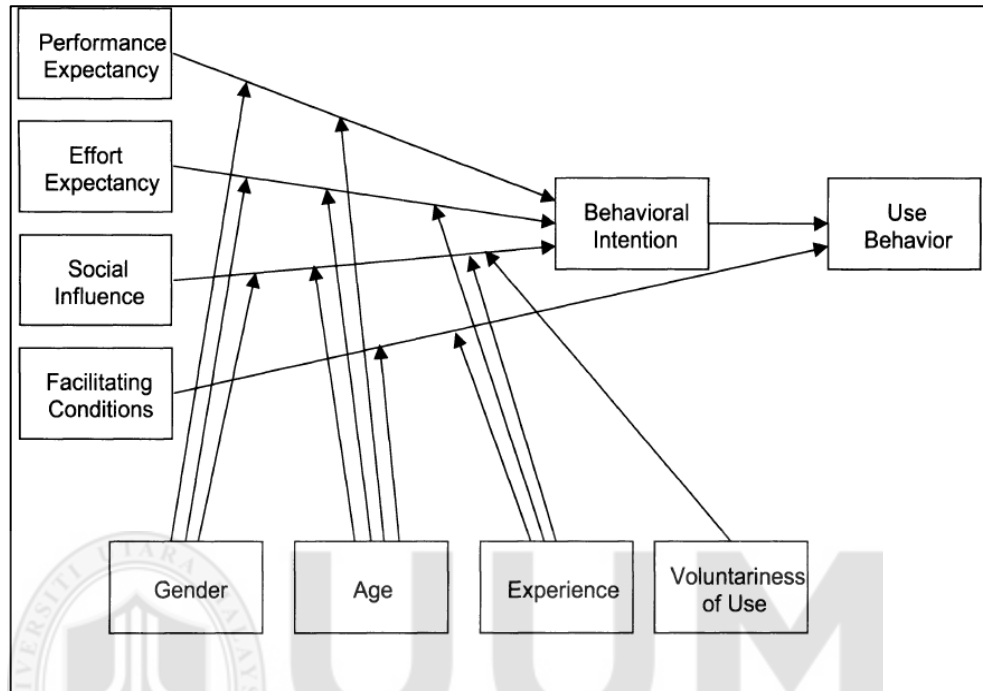 Performance
Expectancy
Effort
Expectancy
Social
Influence
Facilitating
Conditions
Behavioral
Intention
Use
Behavior
Gender
Age
Experience
Voluntariness
of Use
UUM